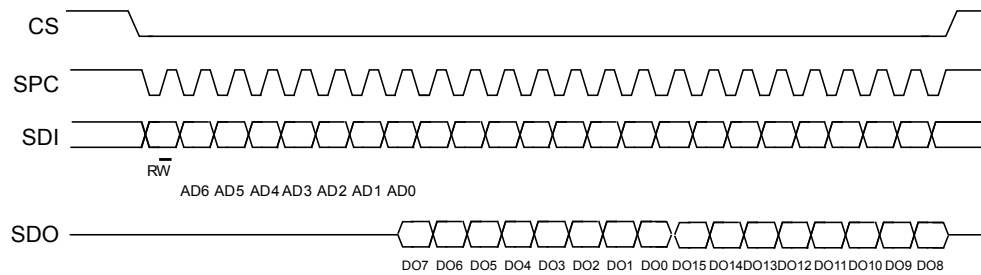 CS
SPC
SDI
RW
AD6 AD5 AD4 AD3 AD2 AD1 AD0
SDO
DO7 DO6 DO5 DO4 DO3 DO2 DO1 DO0 DO15 DO14 DO13 DO12 DO11 DO10 DO9 DO8